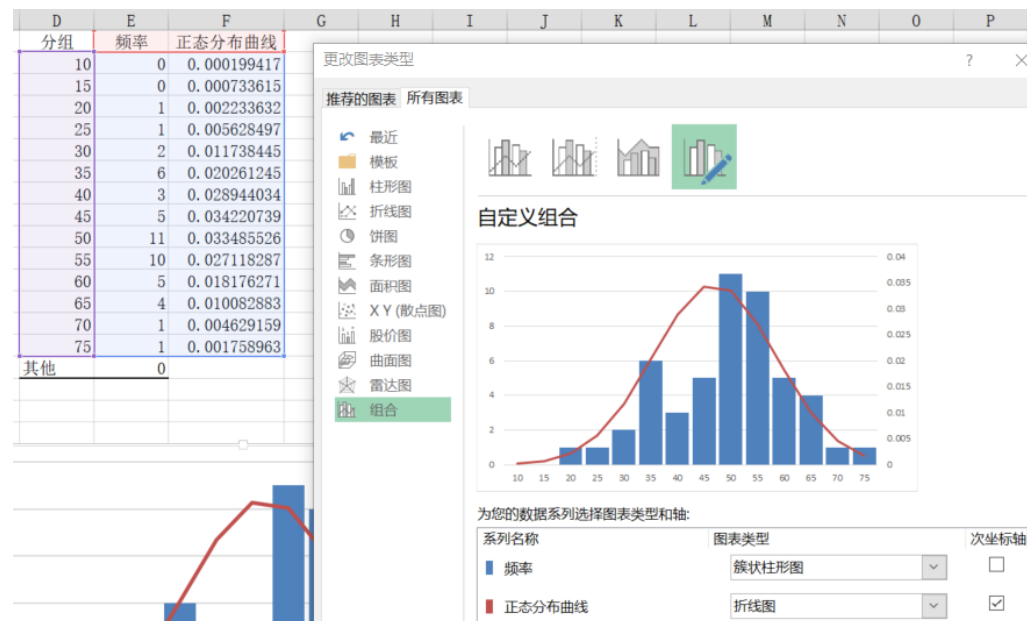 D E F G H I J K L M N O P
分组 频率 正态分布曲线
10 0 0.000199417
15 0 0.000733615
20 1 0.002233632
25 1 0.005628497
30 2 0.011738445
35 6 0.020261245
40 3 0.028944034
45 5 0.034220739
50 11 0.033485526
55 10 0.027118287
60 5 0.018176271
65 4 0.010082883
70 1 0.004629159
75 1 0.001758963
其他 0
更改图表类型 ?
推荐的图表 所有图表
最近
模板
柱形图
折线图
饼图
条形图
面积图
X Y (散点图)
股价图
曲面图
雷达图
组合
自定义组合
12 0.04
0.035
10 0.03
8 0.025
6 0.02
0.015
4 0.01
2 0.005
0 0
10 15 20 25 30 35 40 45 50 55 60 65 70 75
为您的数据系列选择图表类型和轴:
系列名称 图表类型 次坐标轴
频率 簇状柱形图
正态分布曲线 折线图